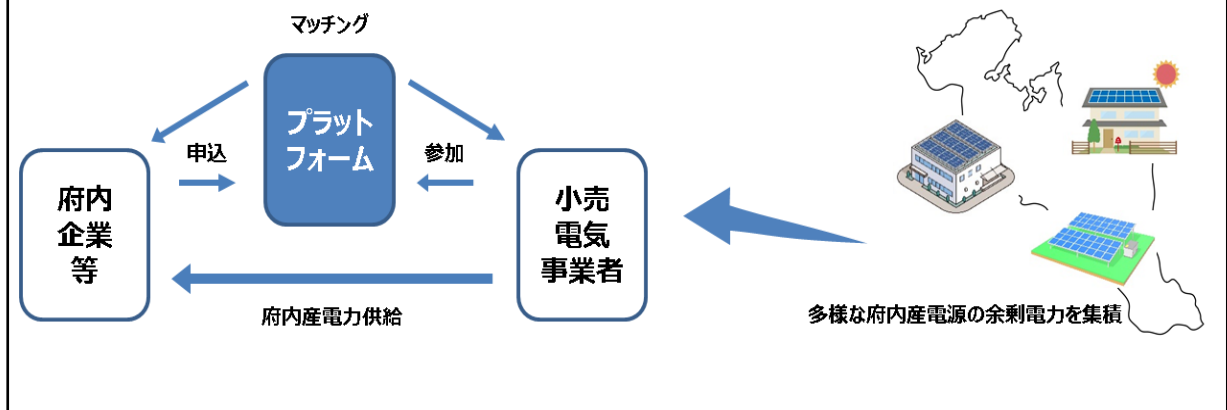 マッチング
プラット
フォーム
申込
参加
府内
企業
等
小売
電気
事業者
府内産電力供給
多様な府内産電源の余剰電力を集積